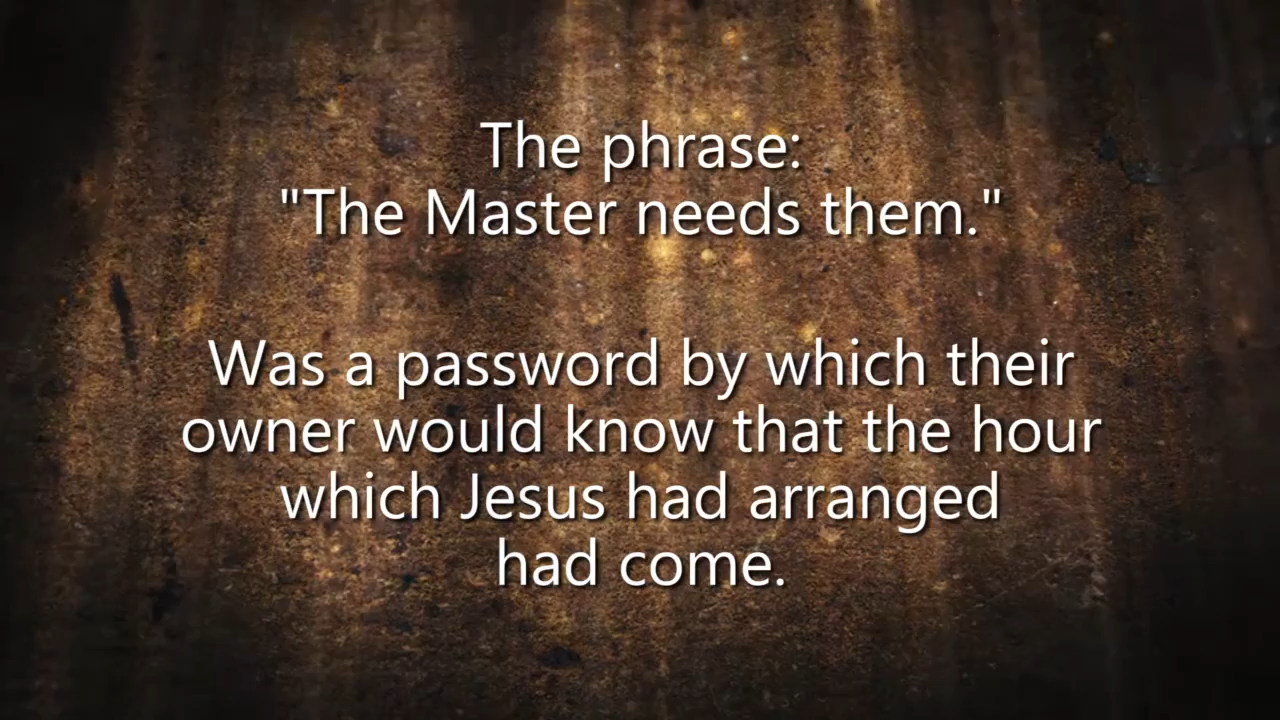 The phrase:
"The Master needs them."
Was a password by which their
owner would know that the hour
which Jesus had arranged
had come.